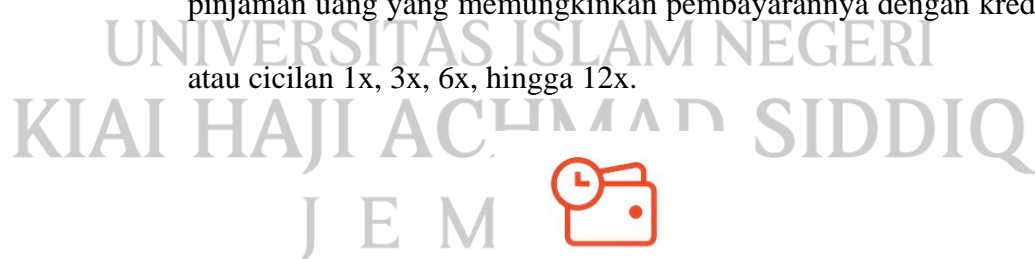 pinjaman uang yang memungkinkan pembayarannya dengan kred
UNIVERSITAS ISLAM NEGERI
atau cicilan 1x, 3x, 6x, hingga 12x.
KIAI HAJI ACHMAD SIDDIQ
J E M